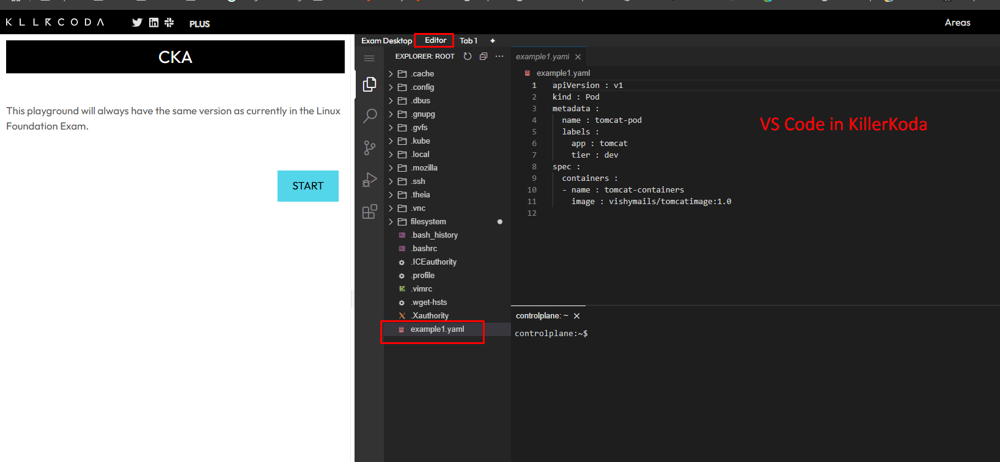 KLLRCODA
PLUS
Areas
CKA
This playground will always have the same version as currently in the Linux
Foundation Exam.
START
Exam Desktop Editor Tab 1 +
EXPLORER: ROOT
.cache
.config
.dbus
.gnupg
.gvfs
.kube
.local
.mozilla
.ssh
.theia
.vnc
filesystem
.bash_history
.bashrc
.ICEauthority
.profile
.vimrc
.wget-hsts
.Xauthority
example1.yaml
example1.yaml
example1.yaml
1 apiVersion : v1
2 kind : Pod
3 metadata :
4 name : tomcat-pod
5 labels :
6 app : tomcat
7 tier : dev
8 spec :
9 containers :
10 - name : tomcat-containers
11 image : vishymails/tomcatimage:1.0
12
VS Code in KillerKoda
controlplane: ~
controlplane:~$